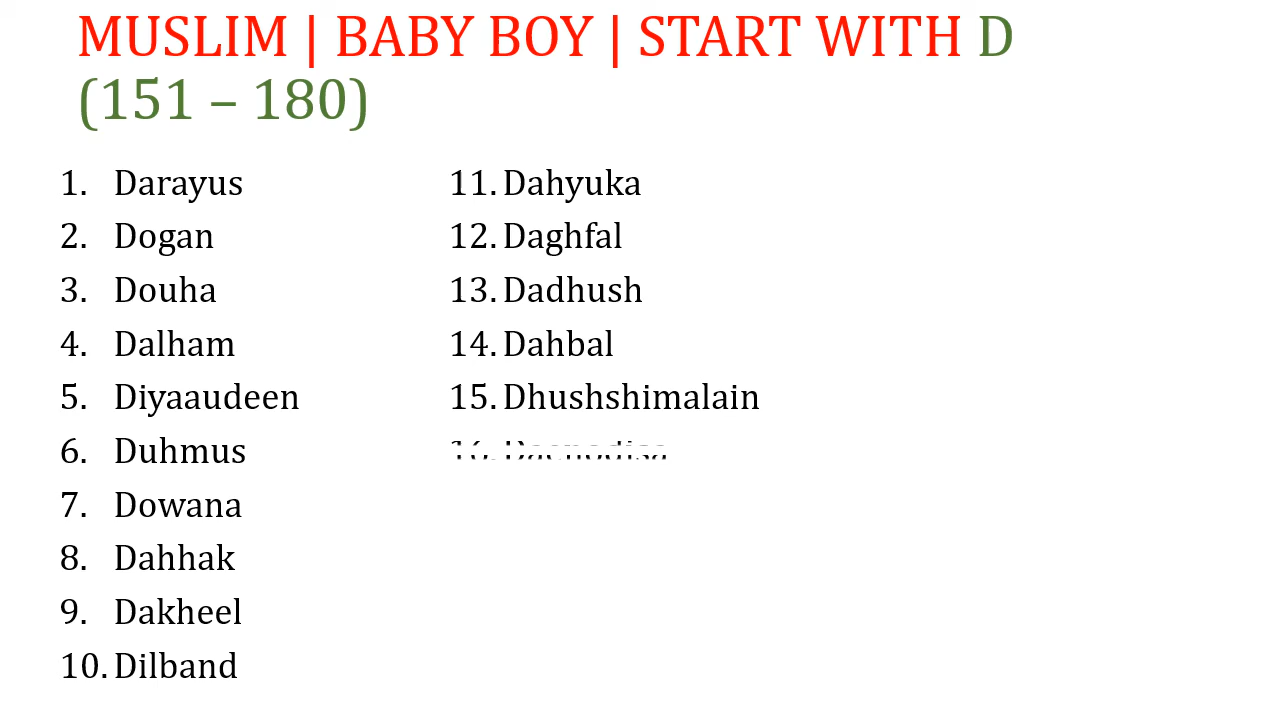 MUSLIM | BABY BOY | START WITH D
(151 – 180)
1. Darayus
2. Dogan
3. Douha
4. Dalham
5. Diyaaudeen
6. Duhmus
7. Dowana
8. Dahhak
9. Dakheel
10. Dilband
11. Dahyuka
12. Daghfal
13. Dadhush
14. Dahbal
15. Dhushshimalain
16.